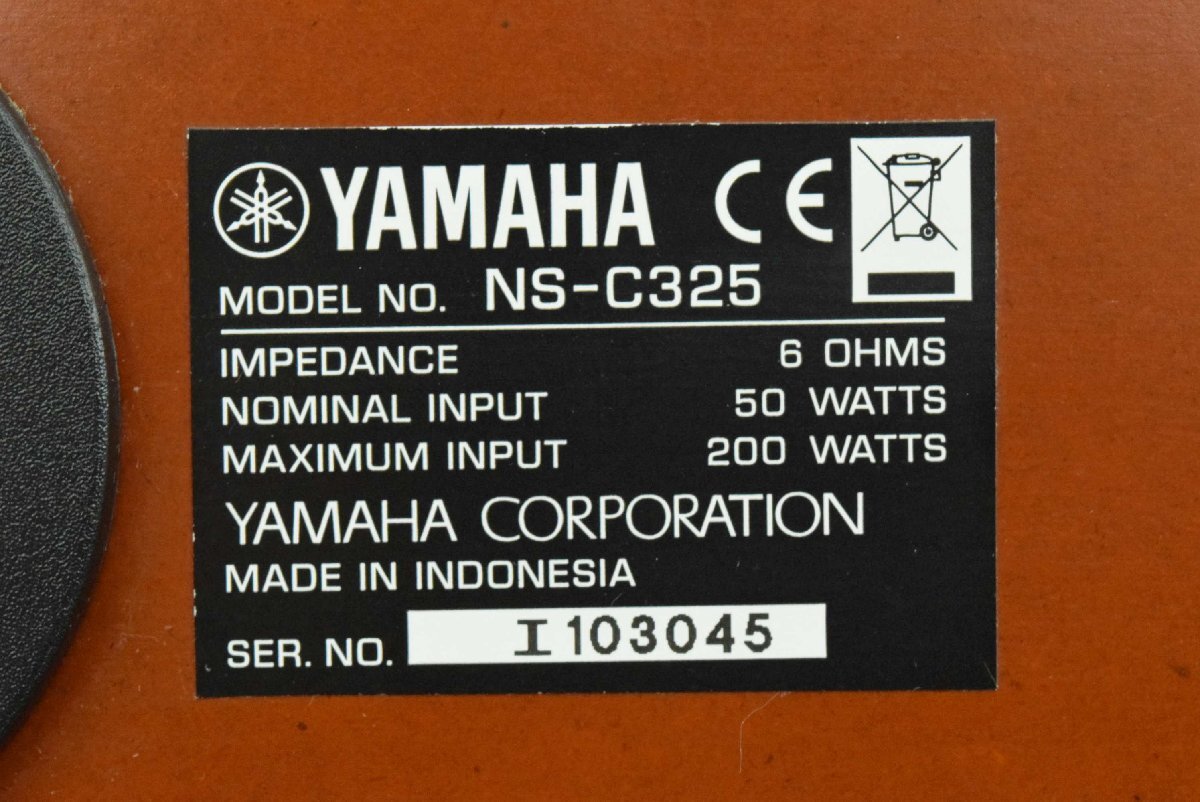 YAMAHA CE
MODEL NO. NS-C325
IMPEDANCE 6 OHMS
NOMINAL INPUT 50 WATTS
MAXIMUM INPUT 200 WATTS
YAMAHA CORPORATION
MADE IN INDONESIA
SER. NO. I103045